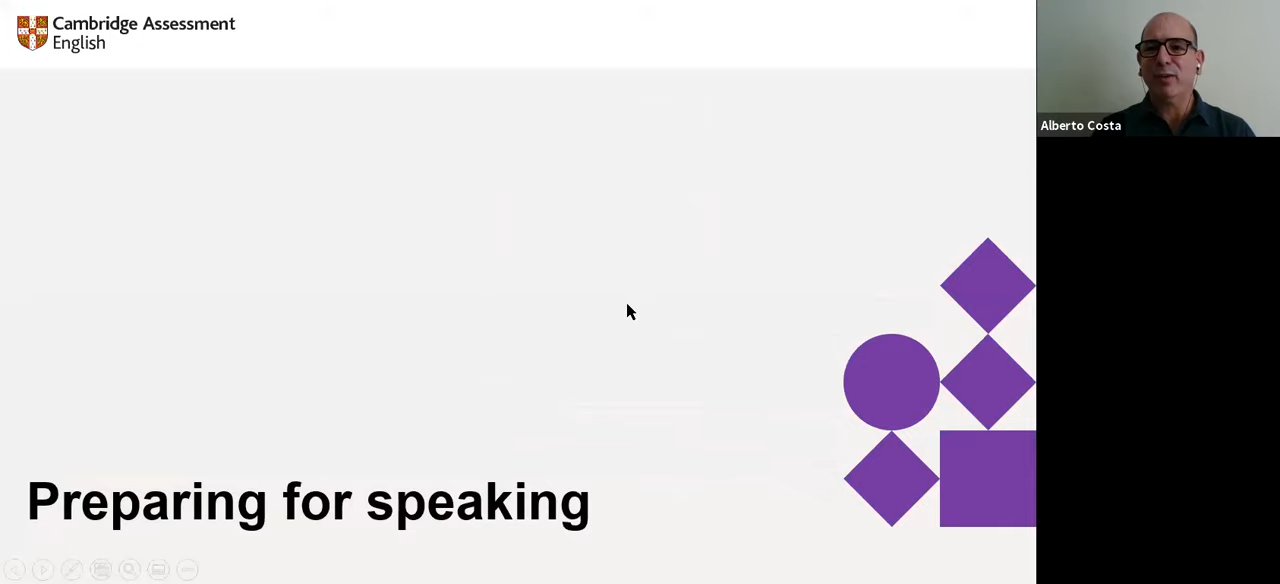 Cambridge Assessment
English
Alberto Costa
Preparing for speaking